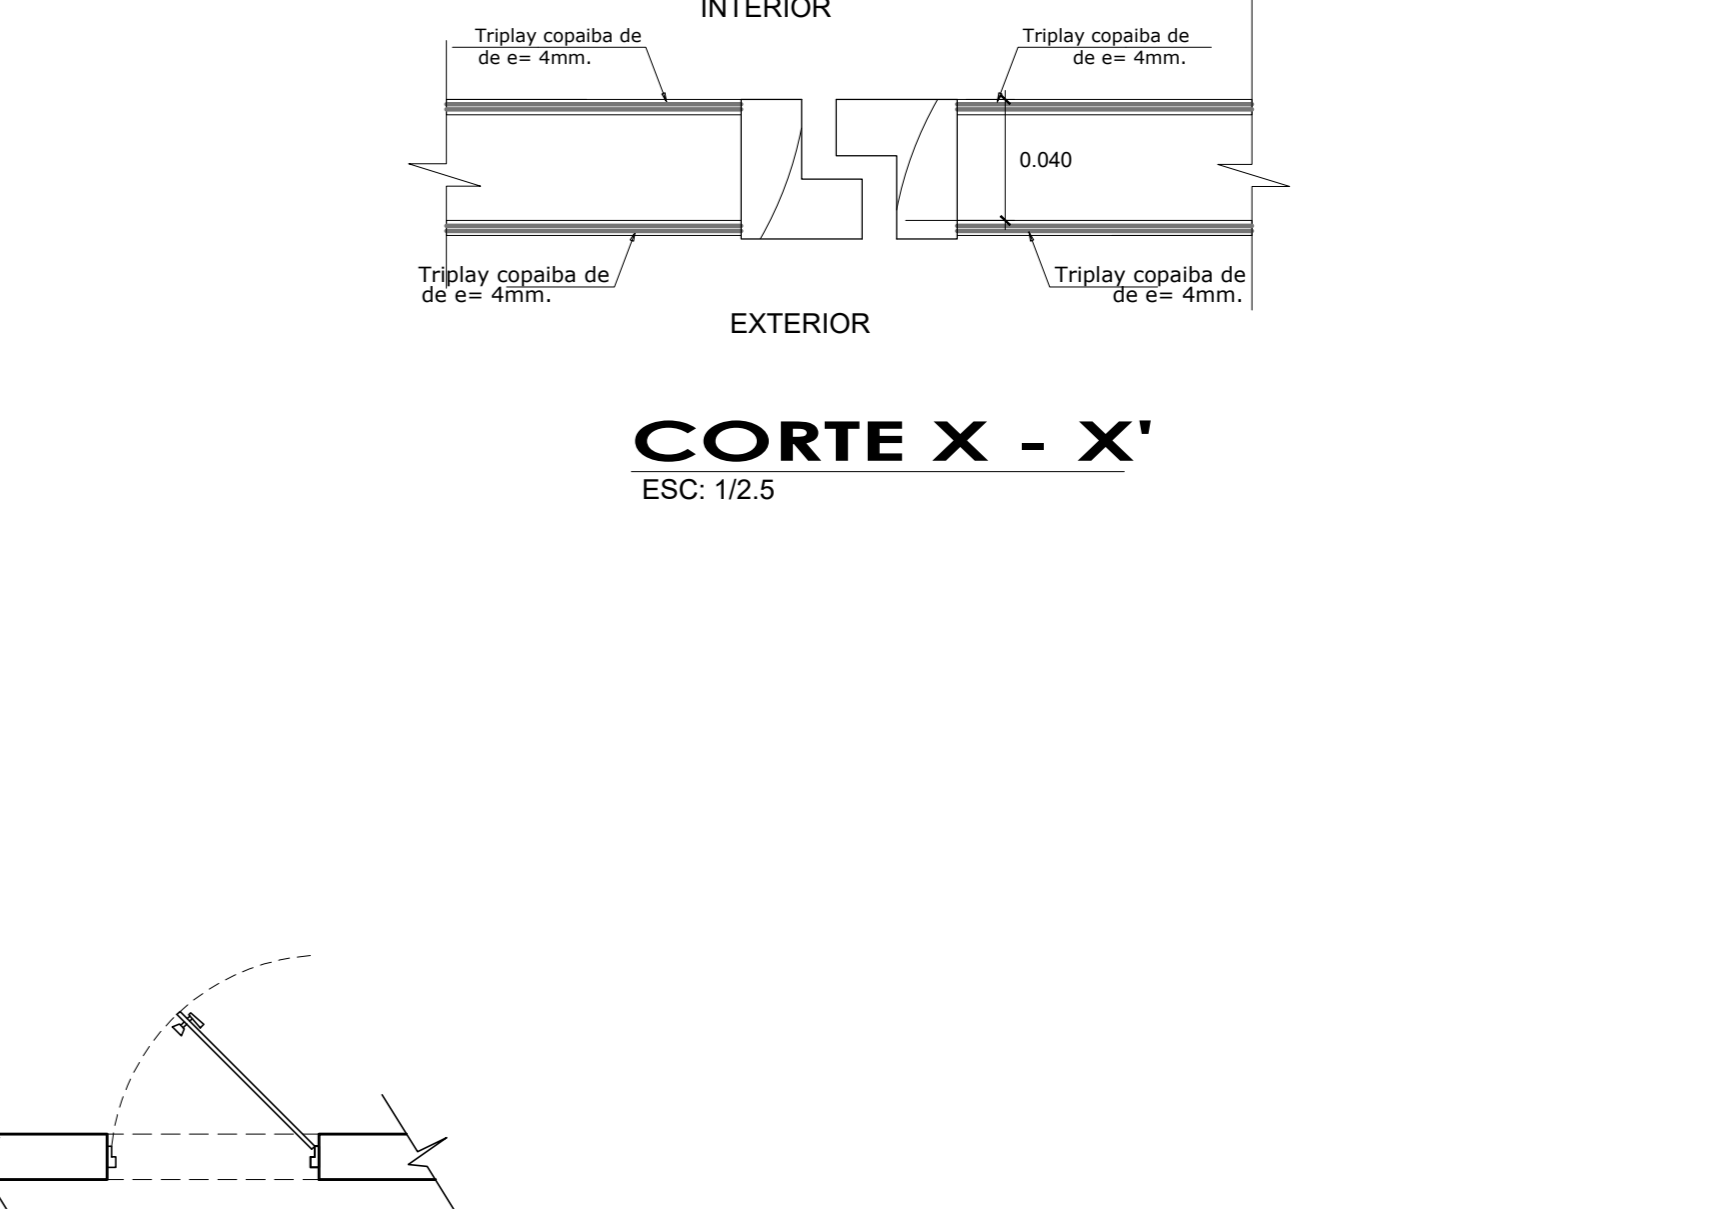 INTERIOR
Triplay copaiba de
de e= 4mm.
Triplay copaiba de
de e= 4mm.
0.040
Triplay copaiba de
de e= 4mm.
Triplay copaiba de
de e= 4mm.
EXTERIOR
CORTE X - X'
ESC: 1/2.5